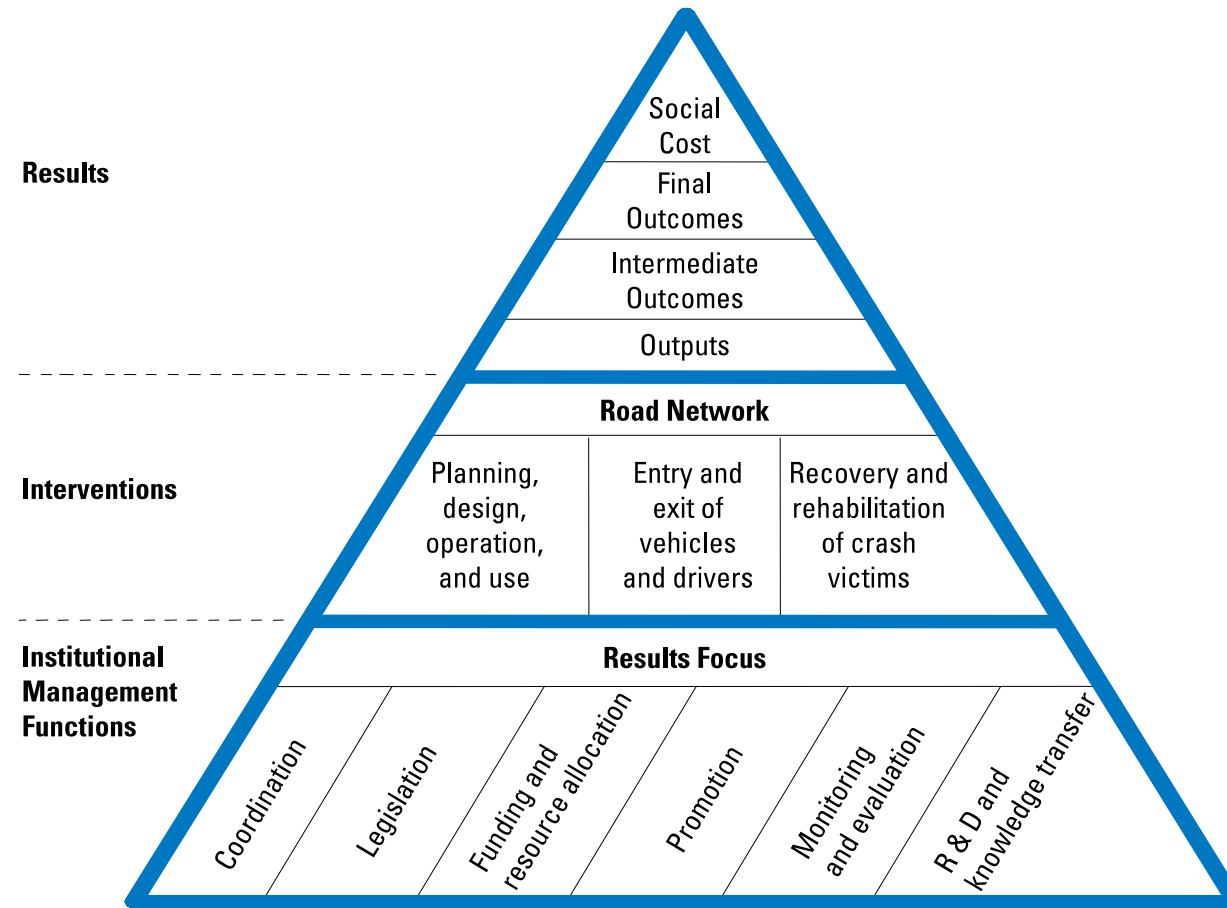 Results
Social
Cost
Final
Outcomes
Intermediate
Outcomes
Outputs
Interventions
Road Network
Planning,
design,
operation,
and use
Entry and
exit of
vehicles
and drivers
Recovery and
rehabilitation
of crash
victims
Institutional
Management
Functions
Results Focus
Coordination
Legislation
Funding and
resource allocation
Promotion
Monitoring
and evaluation
R & D and
knowledge transfer